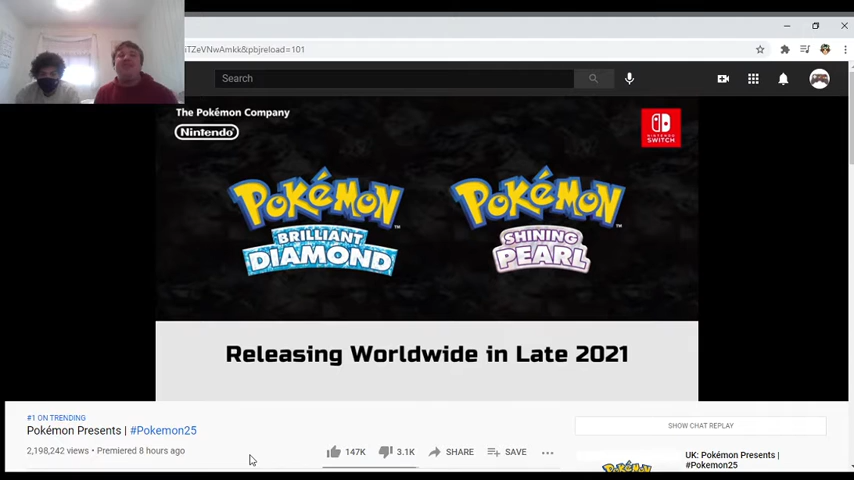 iTZeVNwAmkk&pbjreload=101
Search
The Pokémon Company
Nintendo
NINTENDO
SWITCH
POKÉMON
BRILLIANT
DIAMOND
POKÉMON
SHINING
PEARL
Releasing Worldwide in Late 2021
#1 ON TRENDING
Pokémon Presents | #Pokemon25
2,198,242 views • Premiered 8 hours ago
147K
3.1K
SHARE
SAVE
SHOW CHAT REPLAY
UK: Pokémon Presents |
#Pokemon25
POKÉMON